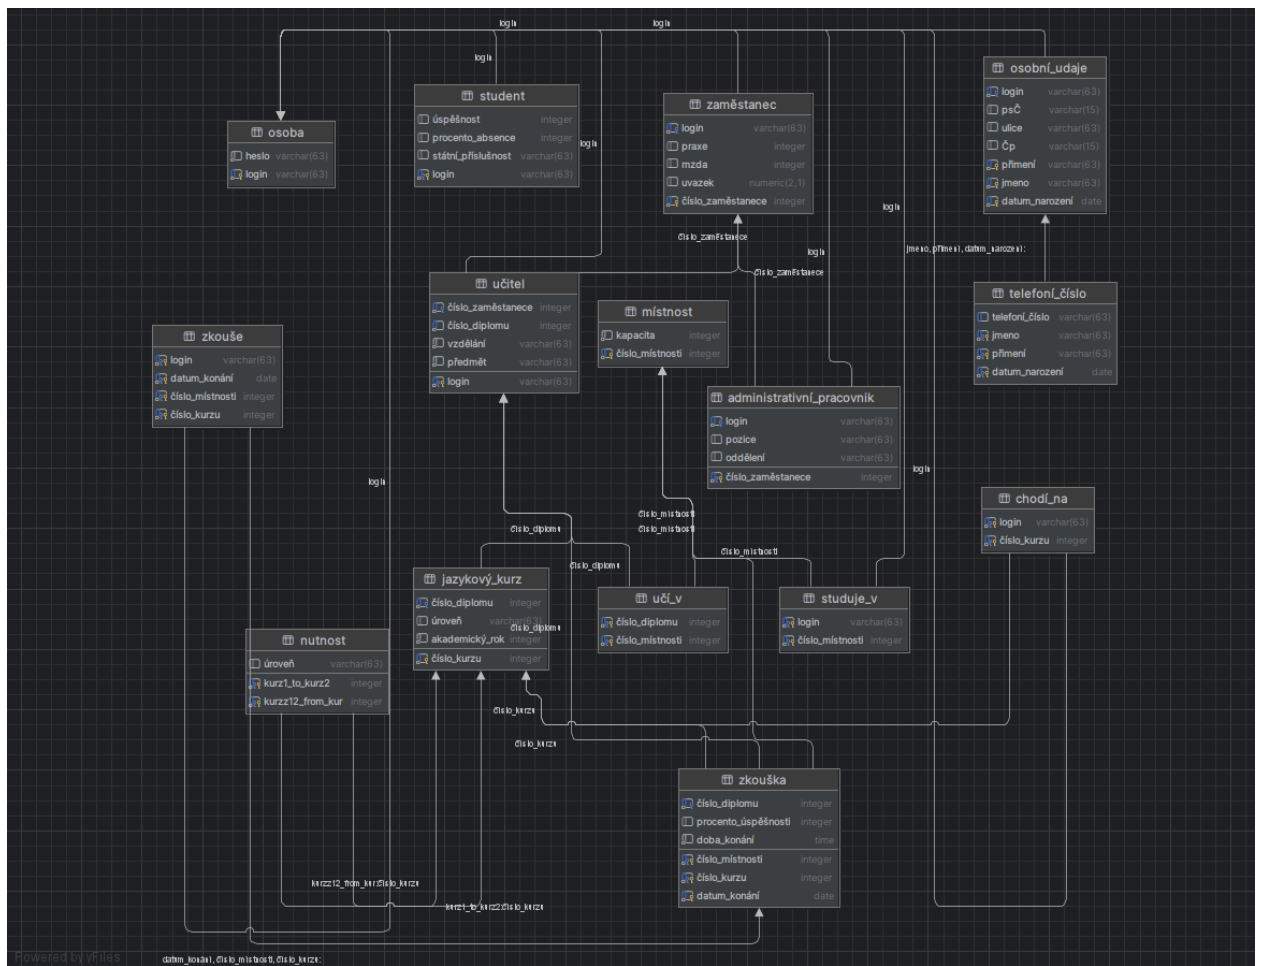 login
login
login
osobní_udaje
login varchar(63)
psČ varchar(15)
ulice varchar(63)
Čp varchar(15)
přimení varchar(63)
jmeno varchar(63)
datum_narození date
student
úspěšnost integer
procento_absence integer
státní_příslušnost varchar(63)
login varchar(63)
zaměstanec
login varchar(63)
praxe integer
mzda integer
uvazek numeric(2,1)
číslo_zaměstanece integer
osoba
heslo varchar(63)
login varchar(63)
login
login
číslo_zaměstanece
jmeno, přimení, datum_narození:
login
číslo_zaměstanece
učitel
číslo_zaměstanece integer
číslo_diplomu integer
vzdělání varchar(63)
předmět varchar(63)
login varchar(63)
telefoní_číslo
telefoní_číslo varchar(63)
jmeno varchar(63)
přimení varchar(63)
datum_narození date
místnost
kapacita integer
číslo_místnosti integer
zkouše
login varchar(63)
datum_konání date
číslo_místnosti integer
číslo_kurzu integer
administrativní_pracovnik
login varchar(63)
pozice varchar(63)
oddělení varchar(63)
číslo_zaměstanece integer
login
login
chodí_na
login varchar(63)
číslo_kurzu integer
číslo_místnosti
číslo_diplomu
číslo_místnosti
číslo_místnosti
číslo_diplomu
jazykový_kurz
číslo_diplomu integer
úroveň varchar(63)
akademický_rok integer
číslo_kurzu integer
číslo_diplomu
učí_v
číslo_diplomu integer
číslo_místnosti integer
studuje_v
login varchar(63)
číslo_místnosti integer
nutnost
úroveň varchar(63)
kurz1_to_kurz2 integer
kurzz12_from_kur integer
číslo_kurzu
číslo_kurzu
zkouška
číslo_diplomu integer
procento_úspěšnosti integer
doba_konání time
číslo_místnosti integer
číslo_kurzu integer
datum_konání date
kurzz12_from_kur:číslo_kurzu
kurz1_to_kurz2:číslo_kurzu
Powered by yFiles
datum_konání, číslo_místnosti, číslo_kurzu: